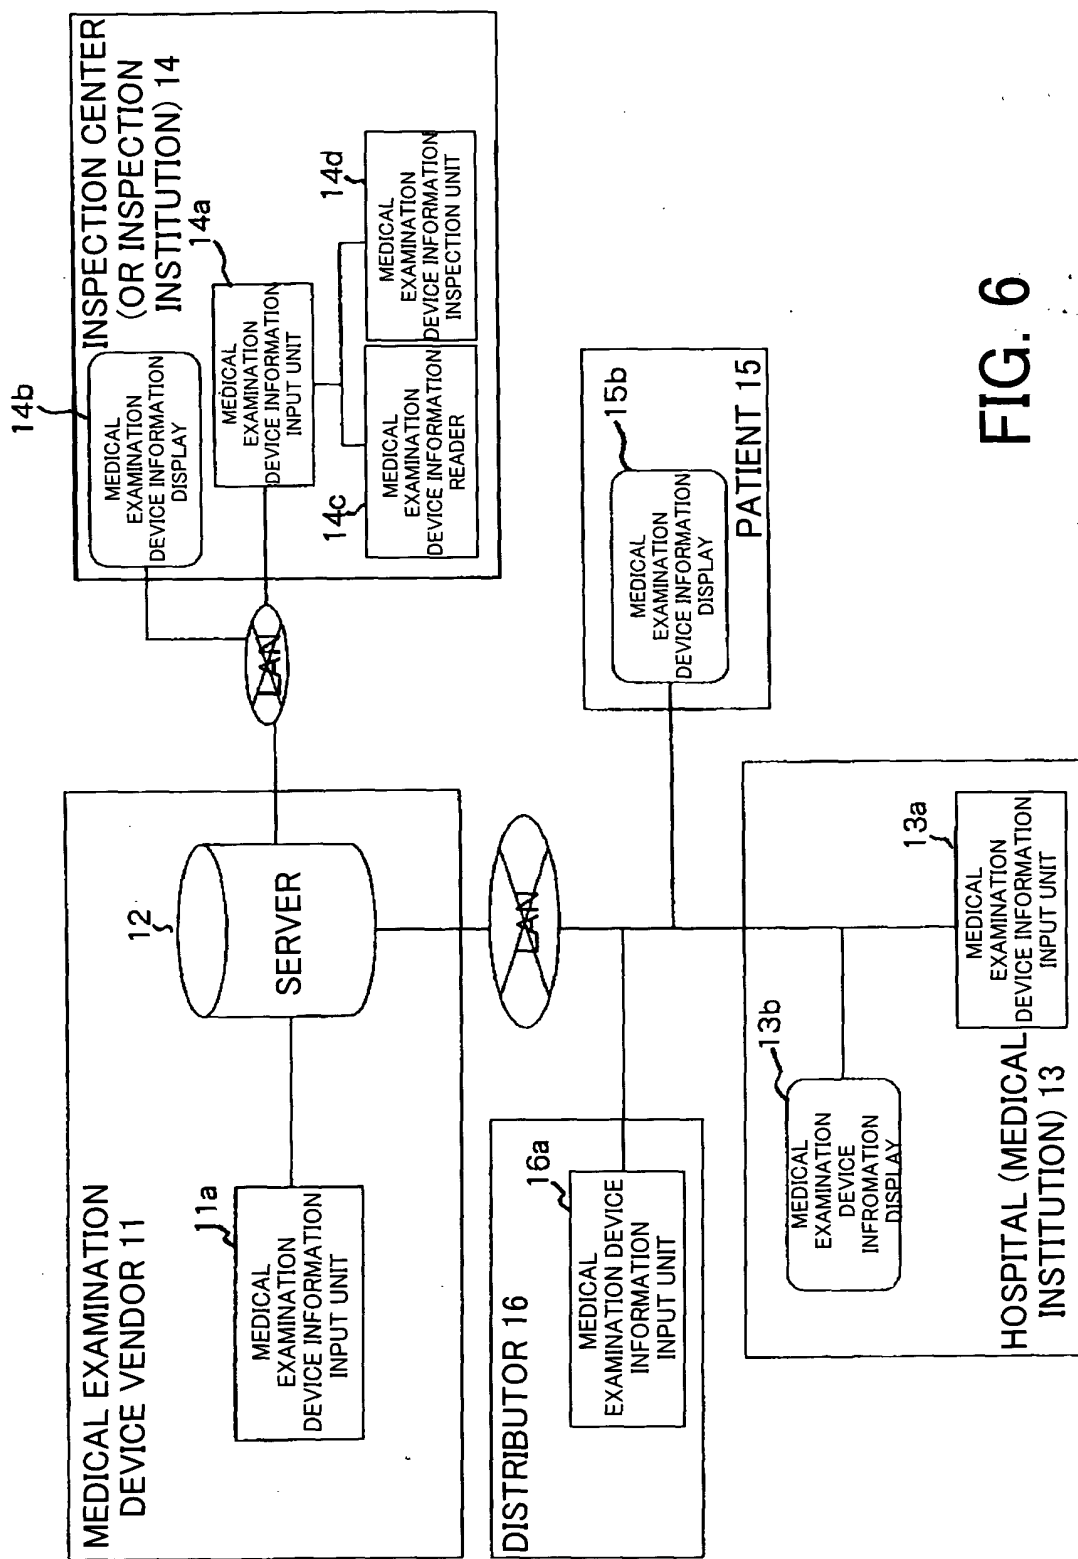 MEDICAL EXAMINATION
DEVICE VENDOR 11
11a
MEDICAL
EXAMINATION
DEVICE INFORMATION
INPUT UNIT
12
SERVER
LAN
14b
MEDICAL
EXAMINATION
DEVICE INFORMATION
DISPLAY
INSPECTION CENTER
(OR INSPECTION
INSTITUTION) 14
14a
MEDICAL
EXAMINATION
DEVICE INFORMATION
INPUT UNIT
14c
MEDICAL
EXAMINATION
DEVICE INFORMATION
READER
14d
MEDICAL
EXAMINATION
DEVICE INFORMATION
INSPECTION UNIT
LAN
DISTRIBUTOR 16
16a
MEDICAL
EXAMINATION DEVICE
INFORMATION
INPUT UNIT
15b
MEDICAL
EXAMINATION
DEVICE INFORMATION
DISPLAY
PATIENT 15
13b
MEDICAL
EXAMINATION
DEVICE
INFROMATION
DISPLAY
13a
MEDICAL
EXAMINATION
DEVICE INFORMATION
INPUT UNIT
HOSPITAL (MEDICAL
INSTITUTION) 13
FIG. 6